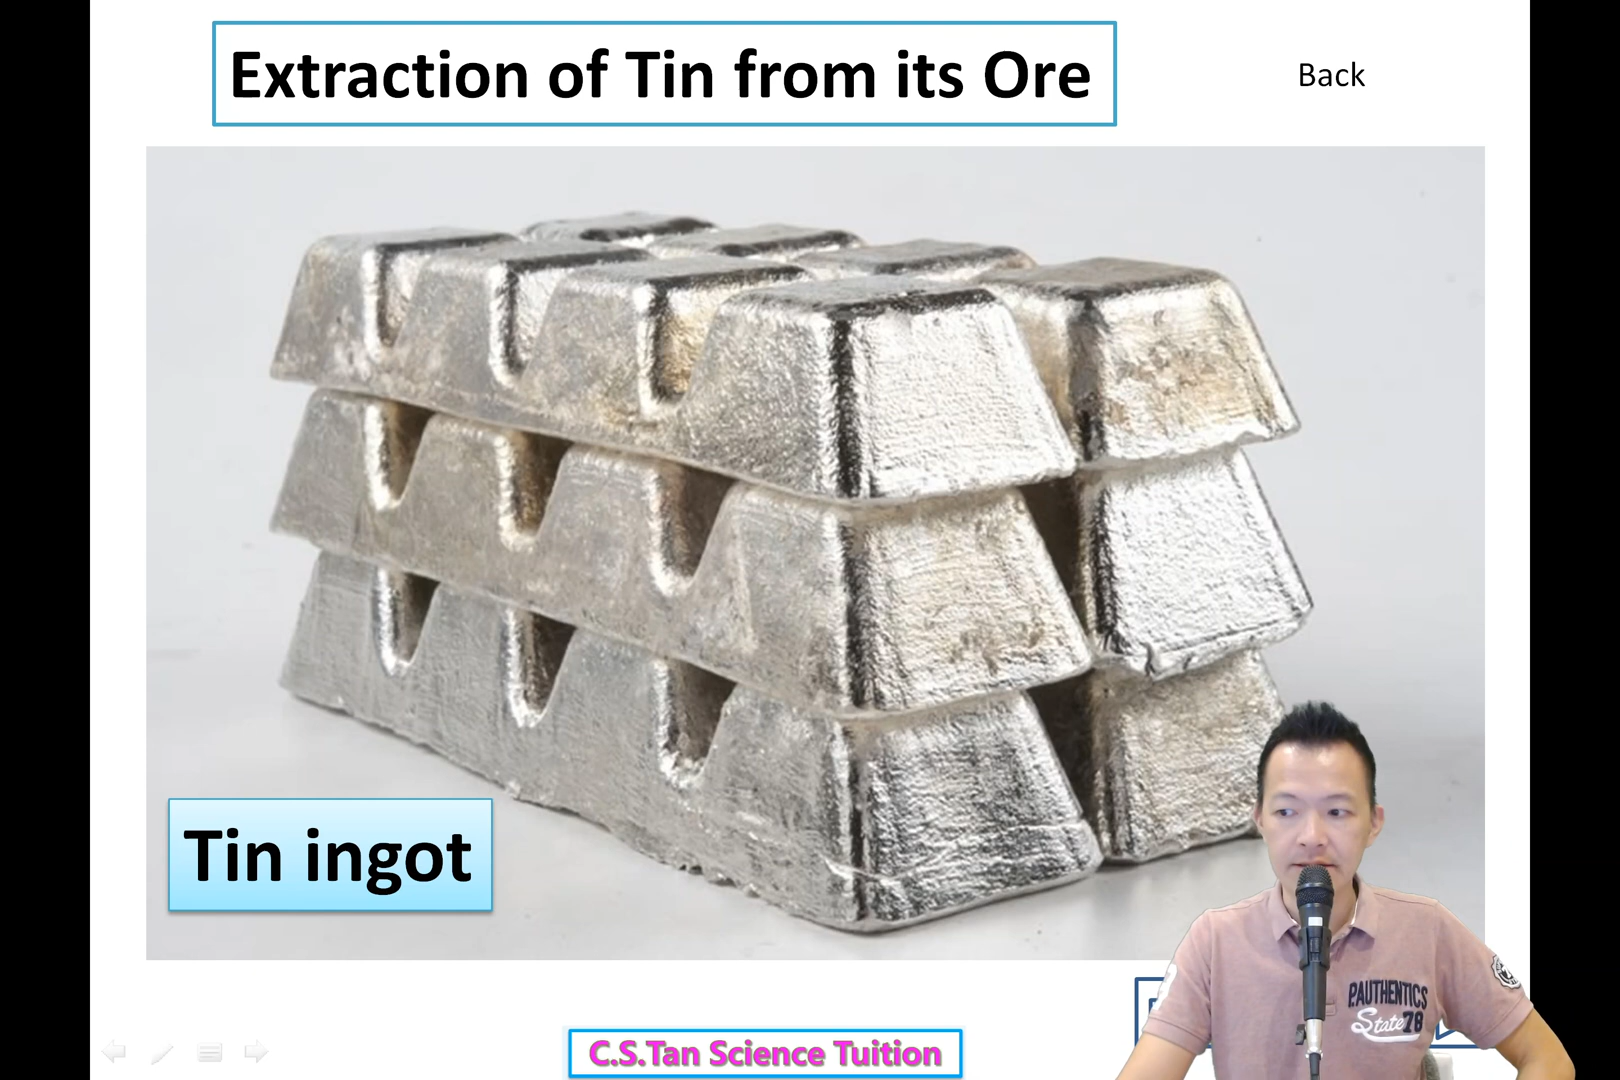 Extraction of Tin from its Ore
Back
Tin ingot
P.AUTHENTICS
State 78
C.S.Tan Science Tuition